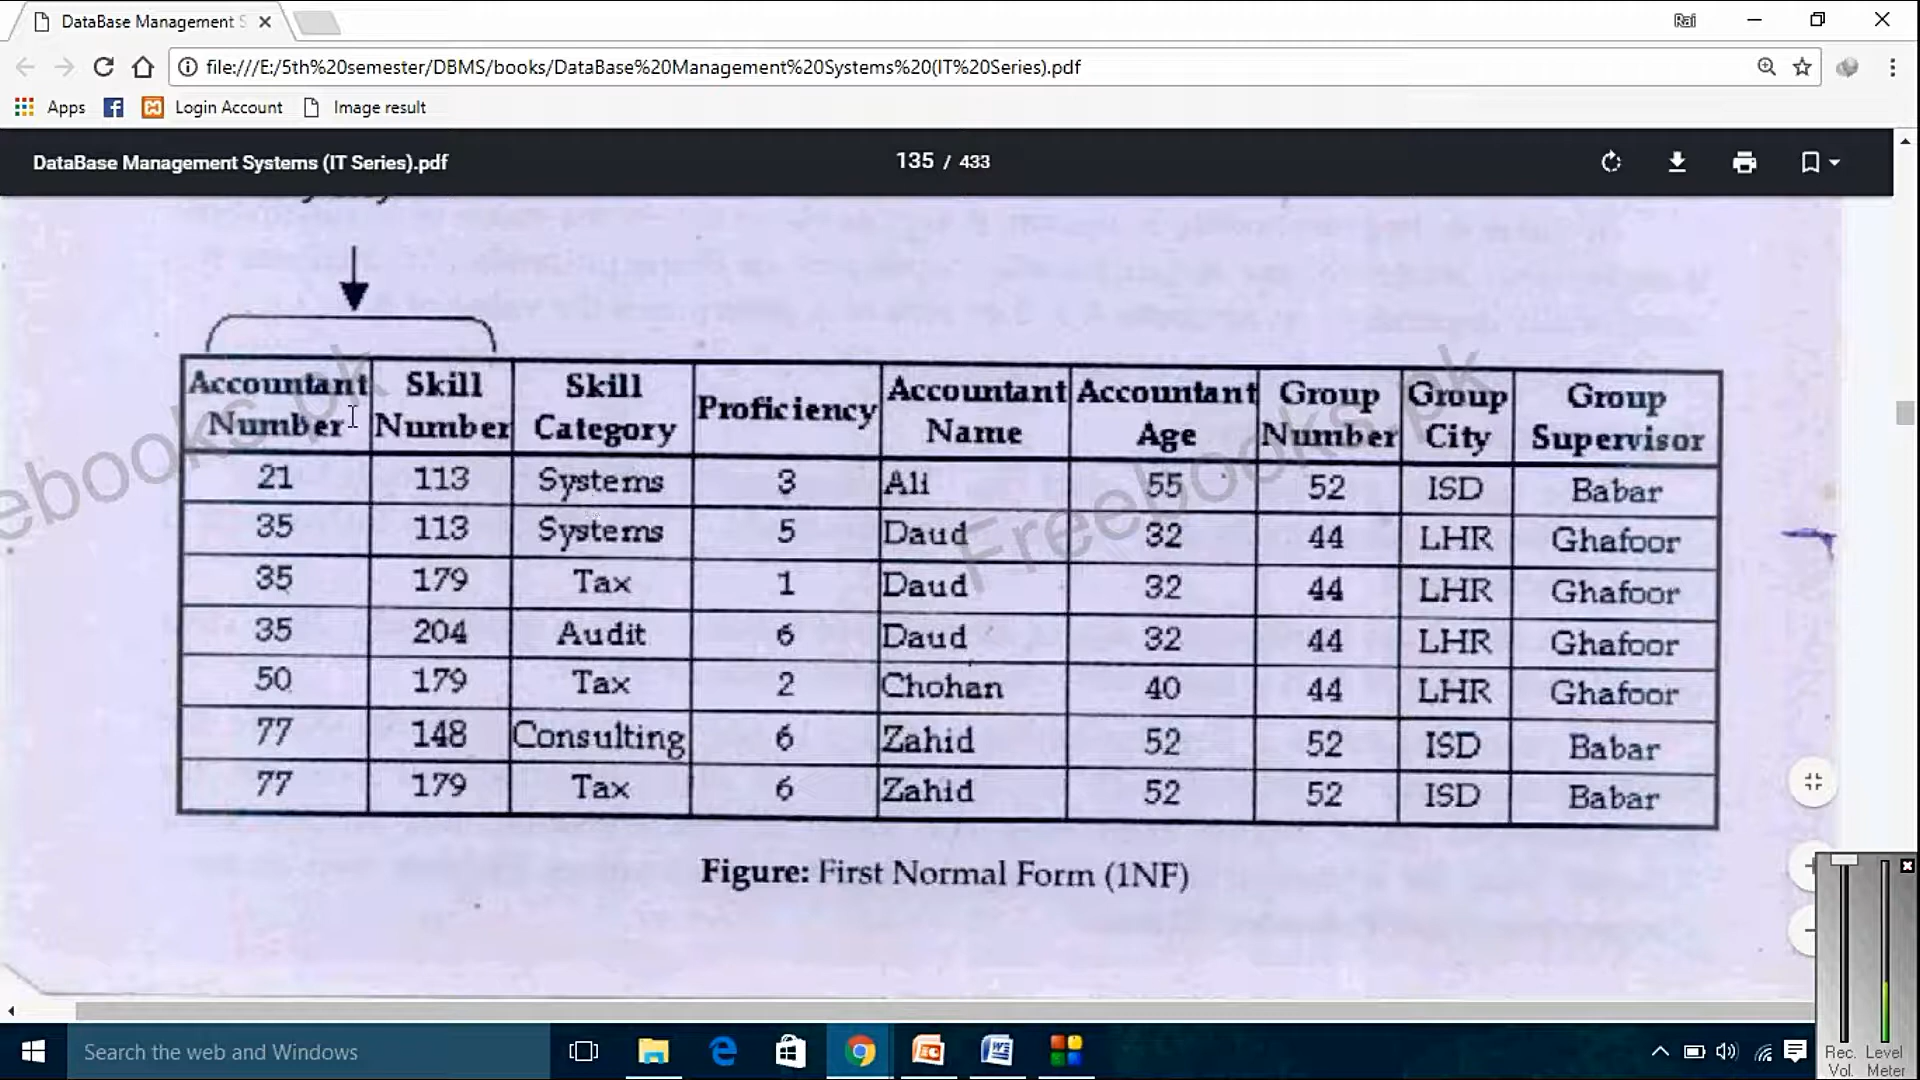 DataBase Management S
Rai
file:///E:/5th%20semester/DBMS/books/DataBase%20Management%20Systems%20(IT%20Series).pdf
Apps Login Account Image result
DataBase Management Systems (IT Series).pdf 135 / 433
Accountant Number Skill Number Skill Category Proficiency Accountant Name Accountant Age Group Number Group City Group Supervisor
21 113 Systems 3 Ali 55 52 ISD Babar
35 113 Systems 5 Daud 32 44 LHR Ghafoor
35 179 Tax 1 Daud 32 44 LHR Ghafoor
35 204 Audit 6 Daud 32 44 LHR Ghafoor
50 179 Tax 2 Chohan 40 44 LHR Ghafoor
77 148 Consulting 6 Zahid 52 52 ISD Babar
77 179 Tax 6 Zahid 52 52 ISD Babar
Figure: First Normal Form (1NF)
ebooks.pk
Freebooks.pk
Search the web and Windows
Rec. Level
Vol. Meter